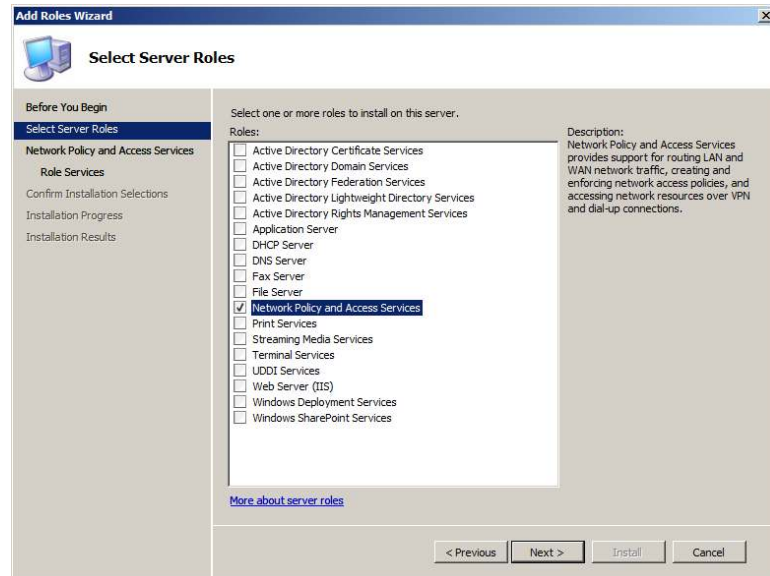 Add Roles Wizard
Select Server Roles
Before You Begin
Select Server Roles
Network Policy and Access Services
Role Services
Confirm Installation Selections
Installation Progress
Installation Results
Select one or more roles to install on this server.
Roles:
Active Directory Certificate Services
Active Directory Domain Services
Active Directory Federation Services
Active Directory Lightweight Directory Services
Active Directory Rights Management Services
Application Server
DHCP Server
DNS Server
Fax Server
File Server
Network Policy and Access Services
Print Services
Streaming Media Services
Terminal Services
UDDI Services
Web Server (IIS)
Windows Deployment Services
Windows SharePoint Services
More about server roles
Description:
Network Policy and Access Services
provides support for routing LAN and
WAN network traffic, creating and
enforcing network access policies, and
accessing network resources over VPN
and dial-up connections.
< Previous
Next >
Install
Cancel